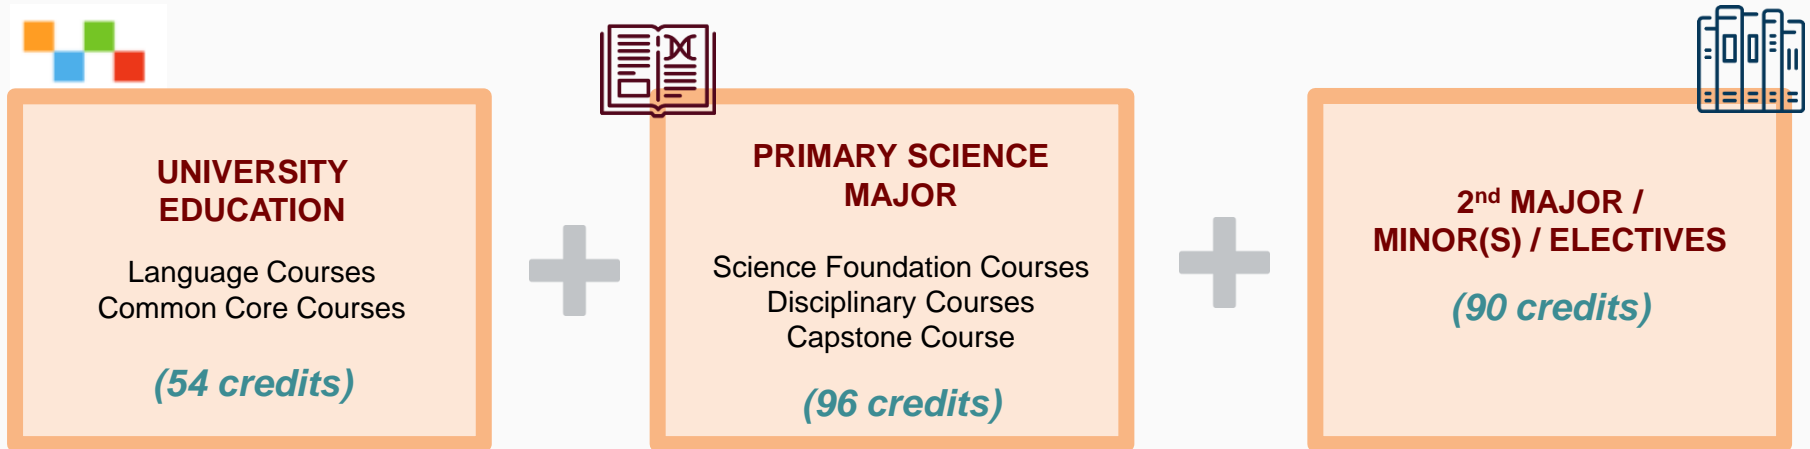 UNIVERSITY
EDUCATION
Language Courses
Common Core Courses
(54 credits)
PRIMARY SCIENCE
MAJOR
Science Foundation Courses
Disciplinary Courses
Capstone Course
(96 credits)
2nd MAJOR /
MINOR(S) / ELECTIVES
(90 credits)